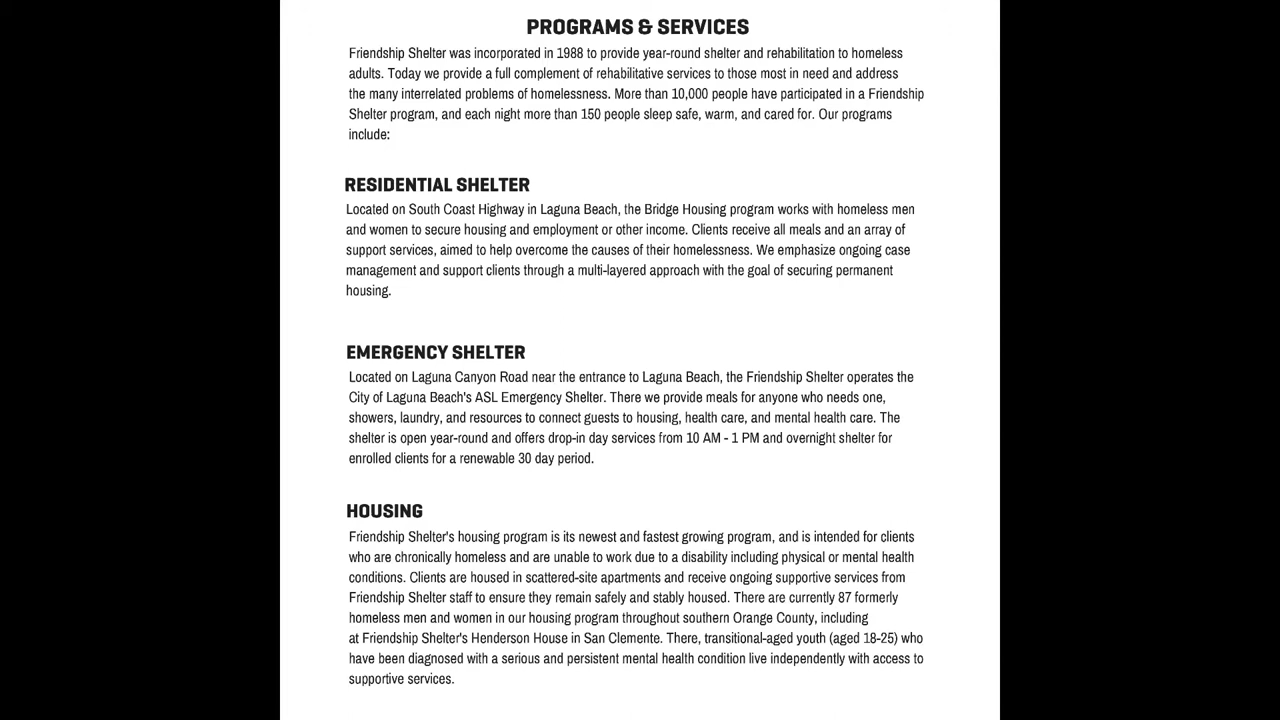 PROGRAMS & SERVICES
Friendship Shelter was incorporated in 1988 to provide year-round shelter and rehabilitation to homeless
adults. Today we provide a full complement of rehabilitative services to those most in need and address
the many interrelated problems of homelessness. More than 10,000 people have participated in a Friendship
Shelter program, and each night more than 150 people sleep safe, warm, and cared for. Our programs
include:
RESIDENTIAL SHELTER
Located on South Coast Highway in Laguna Beach, the Bridge Housing program works with homeless men
and women to secure housing and employment or other income. Clients receive all meals and an array of
support services, aimed to help overcome the causes of their homelessness. We emphasize ongoing case
management and support clients through a multi-layered approach with the goal of securing permanent
housing.
EMERGENCY SHELTER
Located on Laguna Canyon Road near the entrance to Laguna Beach, the Friendship Shelter operates the
City of Laguna Beach's ASL Emergency Shelter. There we provide meals for anyone who needs one,
showers, laundry, and resources to connect guests to housing, health care, and mental health care. The
shelter is open year-round and offers drop-in day services from 10 AM - 1 PM and overnight shelter for
enrolled clients for a renewable 30 day period.
HOUSING
Friendship Shelter's housing program is its newest and fastest growing program, and is intended for clients
who are chronically homeless and are unable to work due to a disability including physical or mental health
conditions. Clients are housed in scattered-site apartments and receive ongoing supportive services from
Friendship Shelter staff to ensure they remain safely and stably housed. There are currently 87 formerly
homeless men and women in our housing program throughout southern Orange County, including
at Friendship Shelter's Henderson House in San Clemente. There, transitional-aged youth (aged 18-25) who
have been diagnosed with a serious and persistent mental health condition live independently with access to
supportive services.